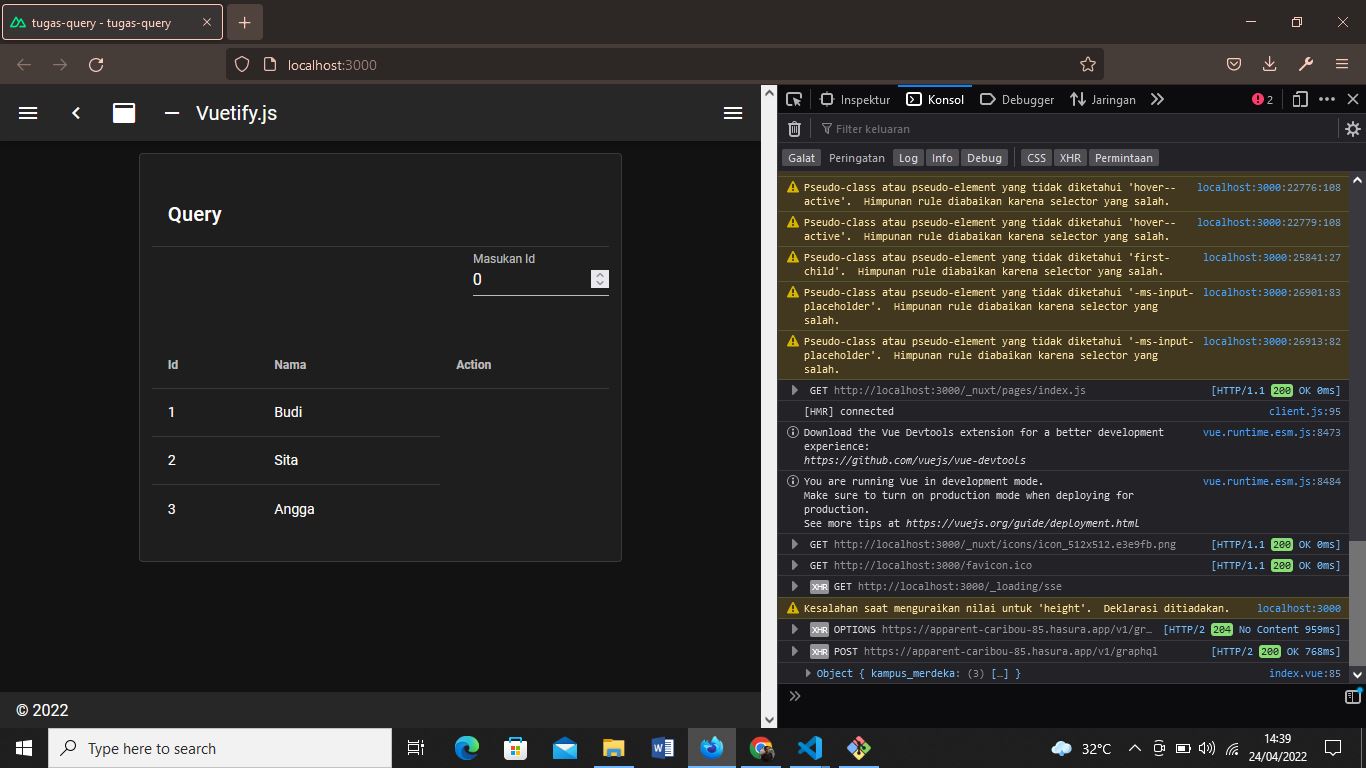 tugas-query - tugas-query
localhost:3000
Vuetify.js
Query
Masukan Id
0
Id Nama Action
1 Budi
2 Sita
3 Angga
© 2022
Inspektur Konsol Debugger Jaringan 2
Filter keluaran
Galat Peringatan Log Info Debug CSS XHR Permintaan
Pseudo-class atau pseudo-element yang tidak diketahui 'hover-- localhost:3000:22776:108
active'. Himpunan rule diabaikan karena selector yang salah.
Pseudo-class atau pseudo-element yang tidak diketahui 'hover-- localhost:3000:22779:108
active'. Himpunan rule diabaikan karena selector yang salah.
Pseudo-class atau pseudo-element yang tidak diketahui 'first- localhost:3000:25841:27
child'. Himpunan rule diabaikan karena selector yang salah.
Pseudo-class atau pseudo-element yang tidak diketahui '-ms-input- localhost:3000:26901:83
placeholder'. Himpunan rule diabaikan karena selector yang
salah.
Pseudo-class atau pseudo-element yang tidak diketahui '-ms-input- localhost:3000:26913:82
placeholder'. Himpunan rule diabaikan karena selector yang
salah.
GET http://localhost:3000/_nuxt/pages/index.js [HTTP/1.1 200 OK 0ms]
[HMR] connected client.js:95
Download the Vue Devtools extension for a better development vue.runtime.esm.js:8473
experience:
https://github.com/vuejs/vue-devtools
You are running Vue in development mode. vue.runtime.esm.js:8484
Make sure to turn on production mode when deploying for
production.
See more tips at https://vuejs.org/guide/deployment.html
GET http://localhost:3000/_nuxt/icons/icon_512x512.e3e9fb.png [HTTP/1.1 200 OK 0ms]
GET http://localhost:3000/favicon.ico [HTTP/1.1 200 OK 0ms]
XHR GET http://localhost:3000/_loading/sse
Kesalahan saat menguraikan nilai untuk 'height'. Deklarasi ditiadakan. localhost:3000
XHR OPTIONS https://apparent-caribou-85.hasura.app/v1/gr… [HTTP/2 204 No Content 959ms]
XHR POST https://apparent-caribou-85.hasura.app/v1/graphql [HTTP/2 200 OK 768ms]
Object { kampus_merdeka: (3) […] } index.vue:85
Type here to search
32°C
14:39
24/04/2022